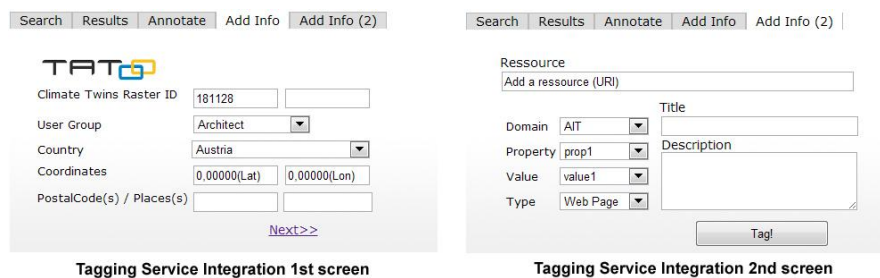 Search Results Annotate Add Info Add Info (2)
TATOO
Climate Twins Raster ID 181128
User Group Architect
Country Austria
Coordinates 0,00000(Lat) 0,00000(Lon)
PostalCode(s) / Places(s)
Next>>
Tagging Service Integration 1st screen
Search Results Annotate Add Info Add Info (2)
Ressource
Add a ressource (URI)
Title
Domain AIT
Property prop1 Description
Value value1
Type Web Page
Tag!
Tagging Service Integration 2nd screen